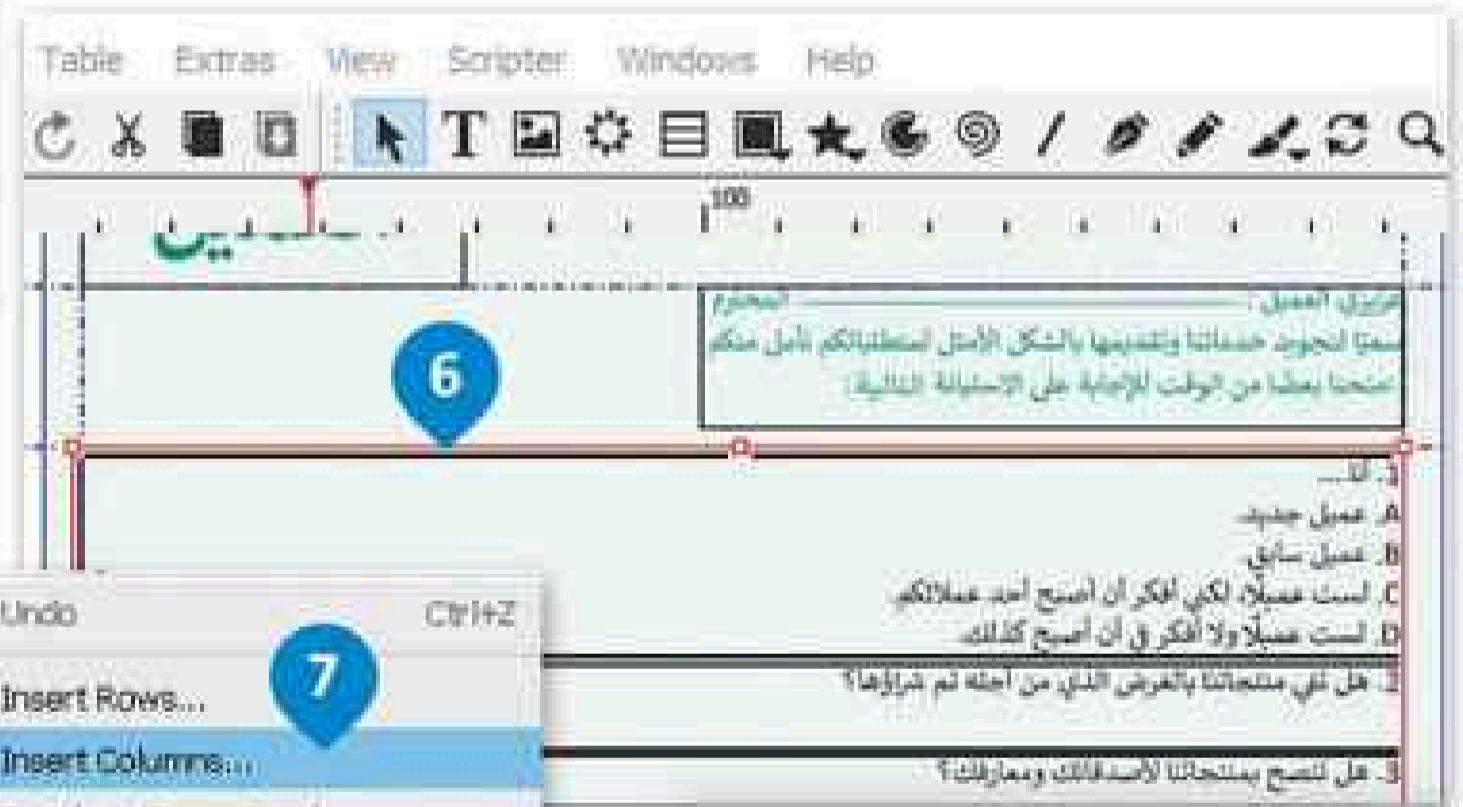 Table Extras View Scripter Windows Help
100
عزيزي العميل : المحترم
سعيًا لتجويد خدماتنا وتقديمها بالشكل الأمثل لمتطلباتكم نأمل منكم
امنحنا بعضًا من الوقت للإجابة على الاستبانة التالية:
6
1. أنا ...
A. عميل جديد.
B. عميل سابق.
C. لست عميلًا، لكني أفكر أن أصبح أحد عملائكم.
D. لست عميلًا ولا أفكر في أن أصبح كذلك.
2. هل تفي منتجاتنا بالغرض الذي من أجله تم شراؤها؟
3. هل تنصح بمنتجاتنا لأصدقائك ومعارفك؟
Undo Ctrl+Z
7
Insert Rows...
Insert Columns...